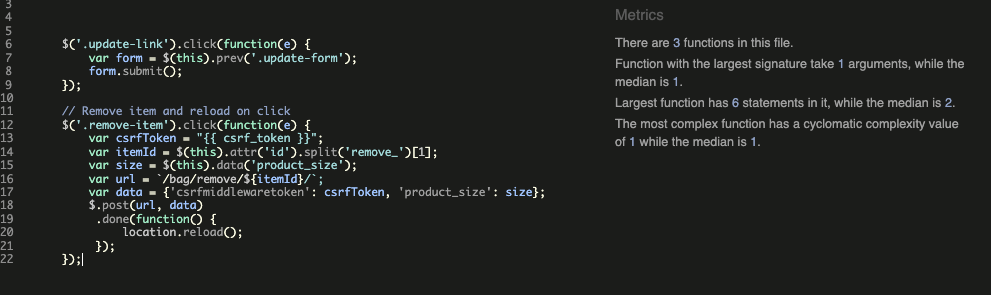 3
4
5
6 $('.update-link').click(function(e) {
7 var form = $(this).prev('.update-form');
8 form.submit();
9 });
10
11 // Remove item and reload on click
12 $('.remove-item').click(function(e) {
13 var csrfToken = "{{ csrf_token }}";
14 var itemId = $(this).attr('id').split('remove_')[1];
15 var size = $(this).data('product_size');
16 var url = `/bag/remove/${itemId}/`;
17 var data = {'csrfmiddlewaretoken': csrfToken, 'product_size': size};
18 $.post(url, data)
19 .done(function() {
20 location.reload();
21 });
22 });
Metrics
There are 3 functions in this file.
Function with the largest signature take 1 arguments, while the
median is 1.
Largest function has 6 statements in it, while the median is 2.
The most complex function has a cyclomatic complexity value
of 1 while the median is 1.